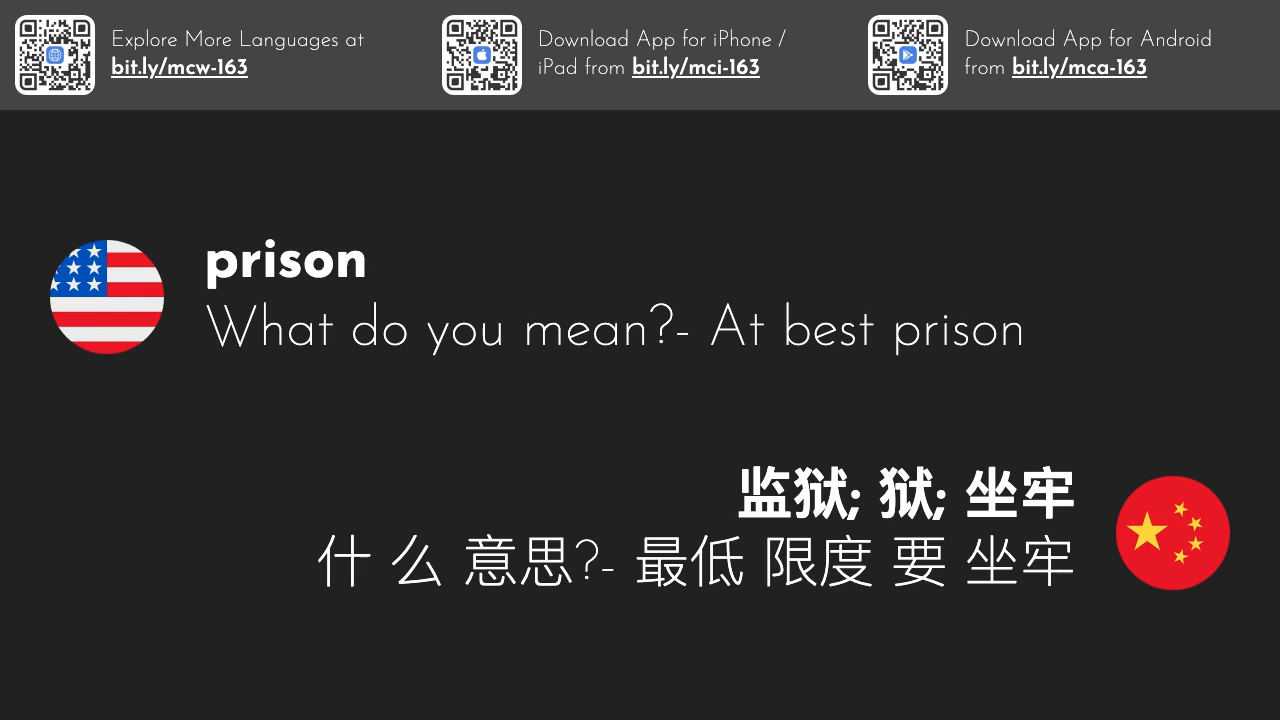 Explore More Languages at
bit.ly/mcw-163
Download App for iPhone /
iPad from bit.ly/mci-163
Download App for Android
from bit.ly/mca-163
prison
What do you mean?- At best prison
监狱; 狱; 坐牢
什 么 意思?- 最低 限度 要 坐牢